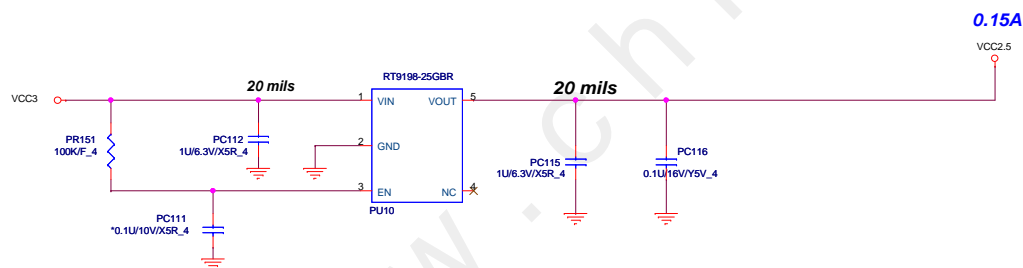 0.15A
VCC2.5
RT9198-25GBR
20 mils
20 mils
VCC3
1
VIN
VOUT
5
PR151
100K/F_4
PC112
1U/6.3V/X5R_4
2
GND
PC115
1U/6.3V/X5R_4
PC116
0.1U/16V/Y5V_4
3
EN
NC
4
PU10
PC111
*0.1U/10V/X5R_4
w.ch